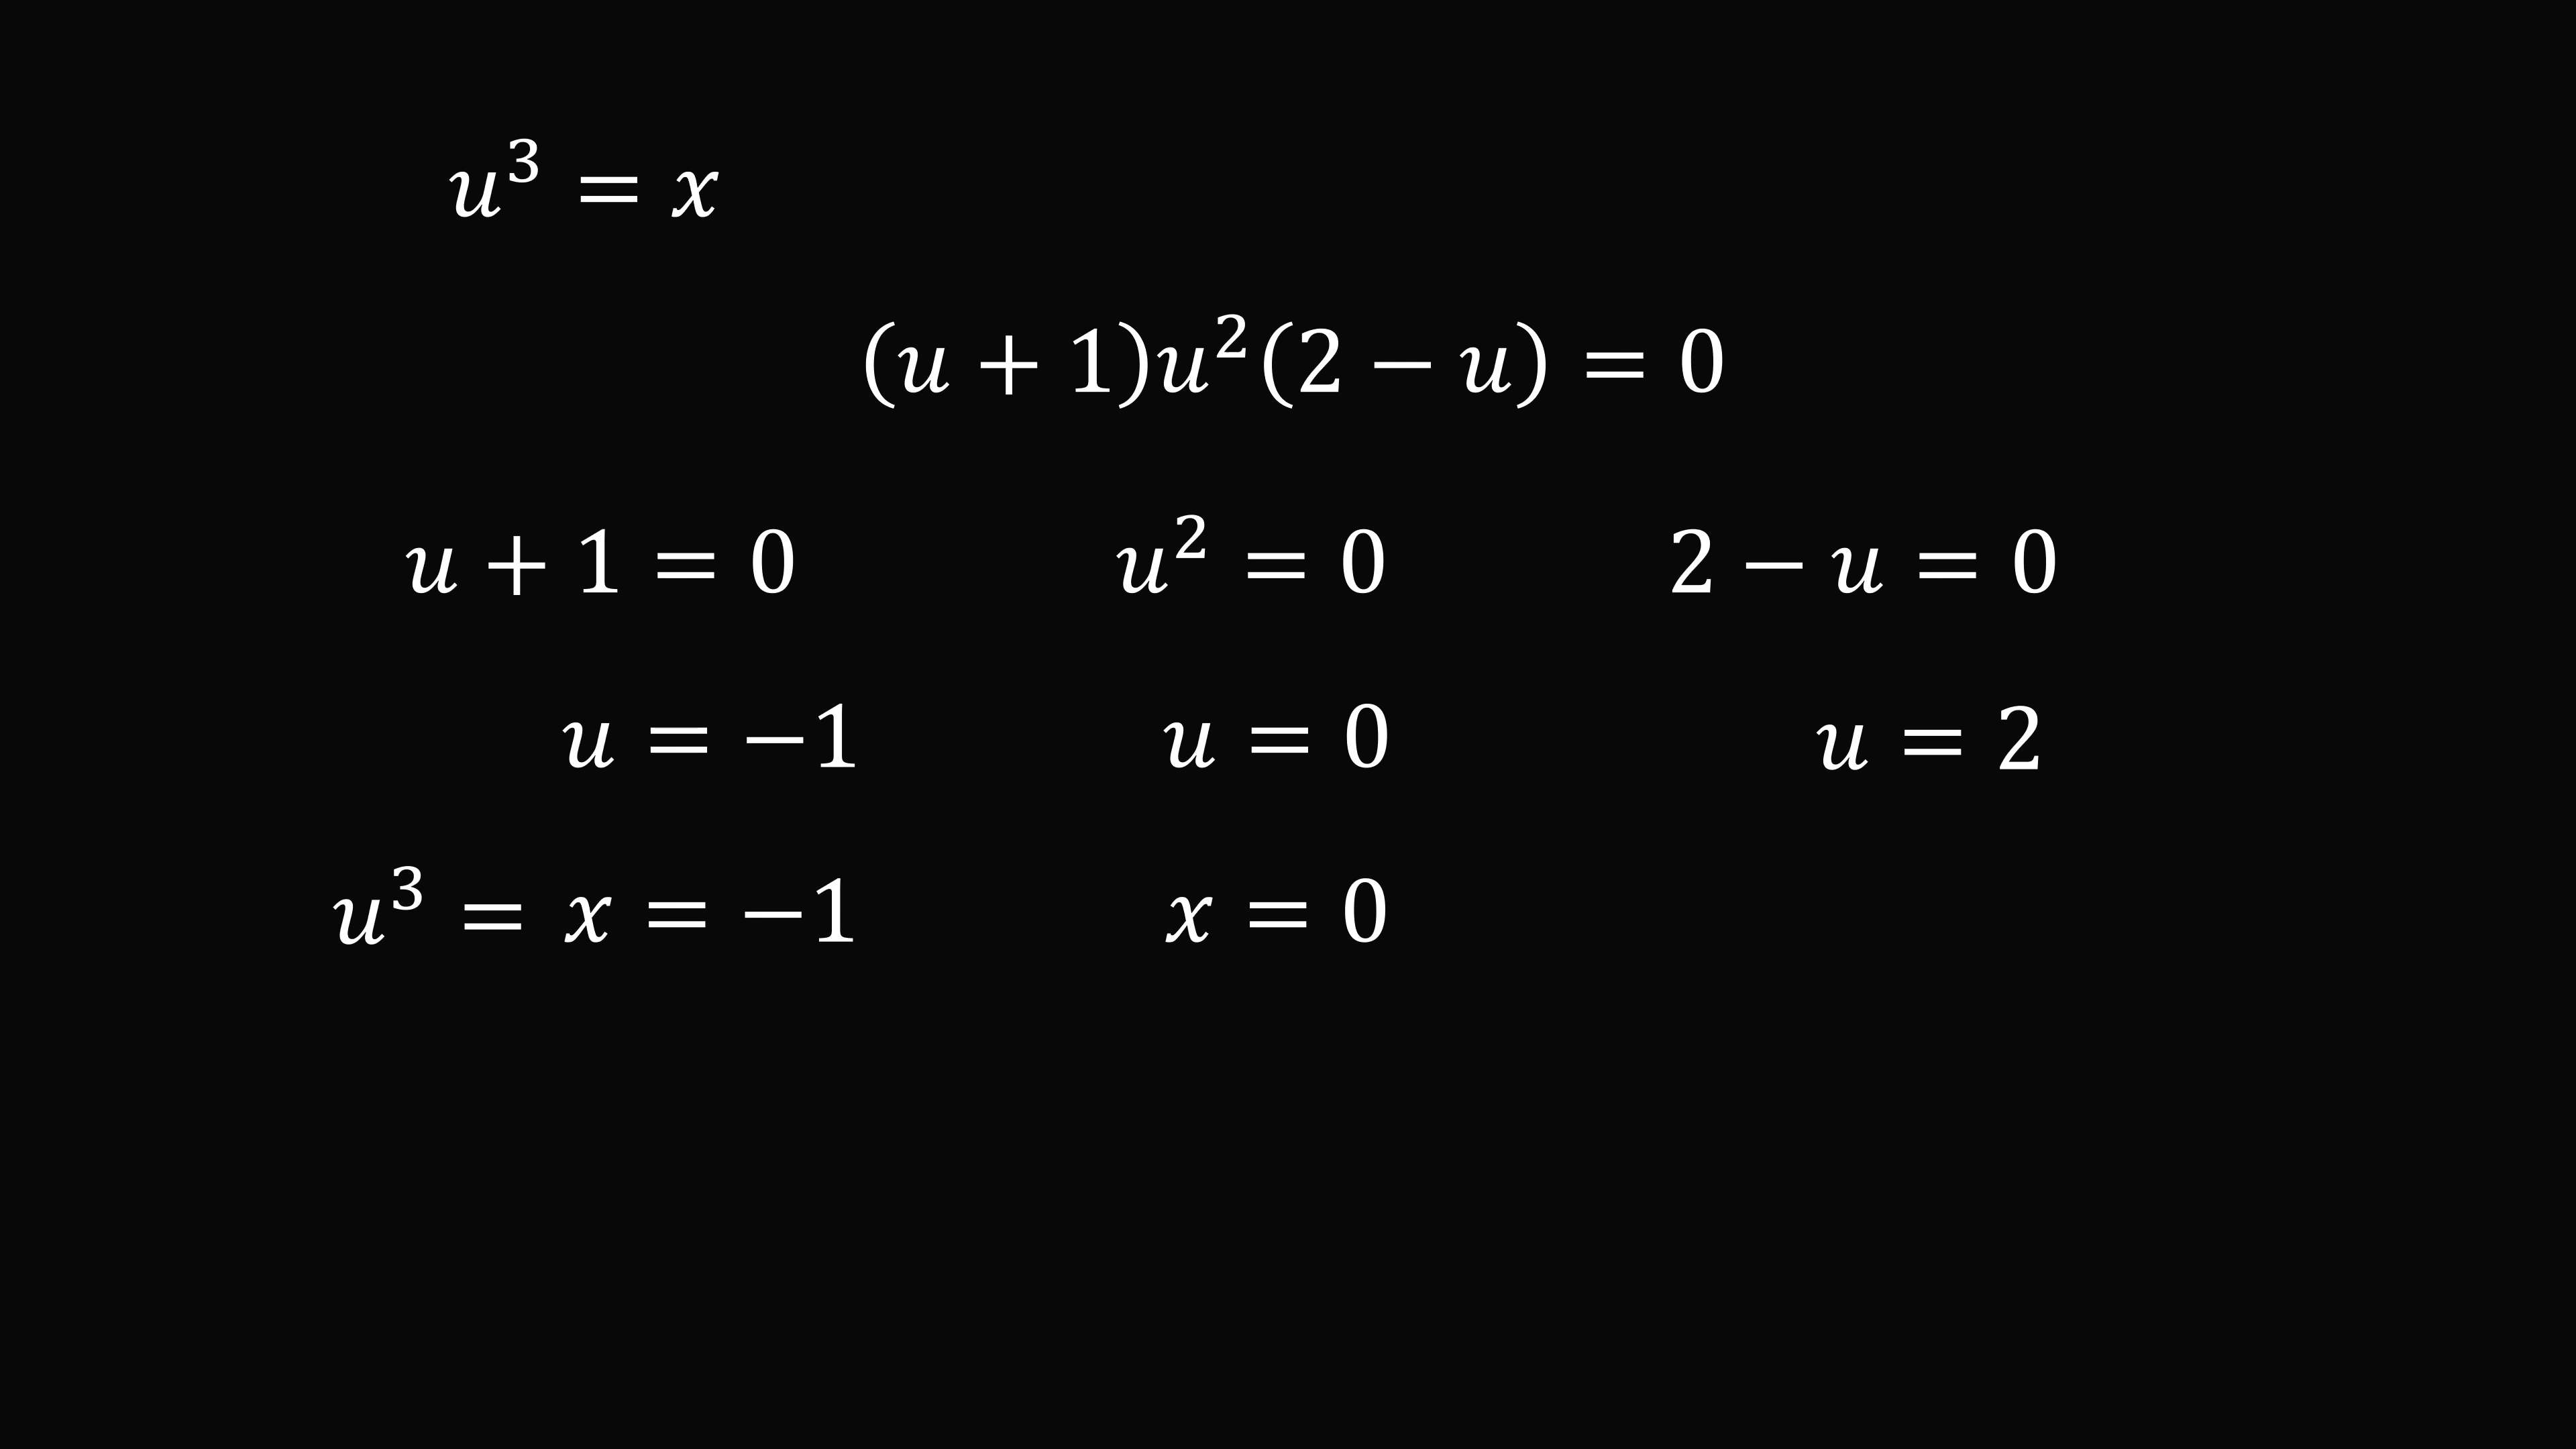 u³ = x
(u + 1)u²(2 − u) = 0
u + 1 = 0 u² = 0 2 − u = 0
u = −1 u = 0 u = 2
u³ = x = −1 x = 0